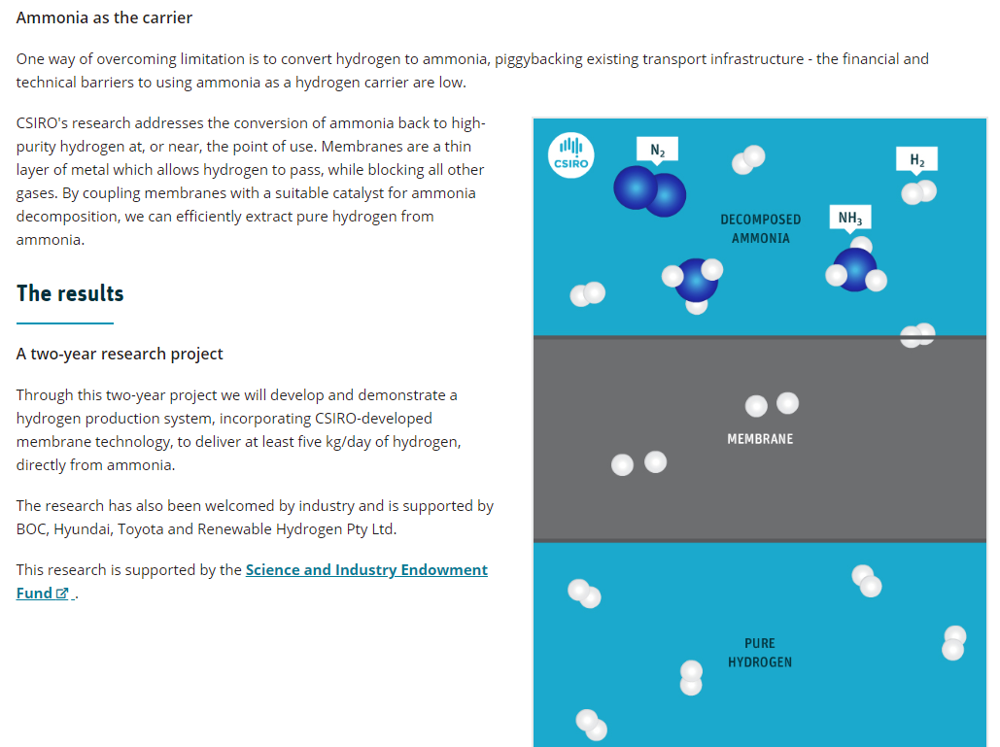 Ammonia as the carrier
One way of overcoming limitation is to convert hydrogen to ammonia, piggybacking existing transport infrastructure - the financial and
technical barriers to using ammonia as a hydrogen carrier are low.
CSIRO's research addresses the conversion of ammonia back to high-
purity hydrogen at, or near, the point of use. Membranes are a thin
layer of metal which allows hydrogen to pass, while blocking all other
gases. By coupling membranes with a suitable catalyst for ammonia
decomposition, we can efficiently extract pure hydrogen from
ammonia.
The results
A two-year research project
Through this two-year project we will develop and demonstrate a
hydrogen production system, incorporating CSIRO-developed
membrane technology, to deliver at least five kg/day of hydrogen,
directly from ammonia.
The research has also been welcomed by industry and is supported by
BOC, Hyundai, Toyota and Renewable Hydrogen Pty Ltd.
This research is supported by the Science and Industry Endowment
Fund .
CSIRO
N₂
H₂
NH₃
DECOMPOSED
AMMONIA
MEMBRANE
PURE
HYDROGEN